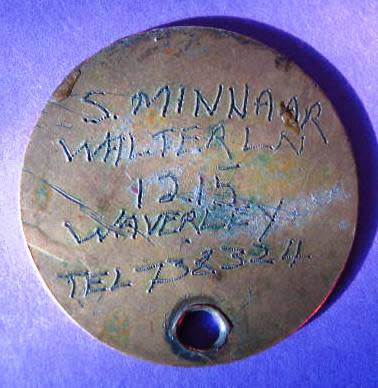 S. MINNAAR
WALTER LN
1215
WAVERLEY
TEL 732324